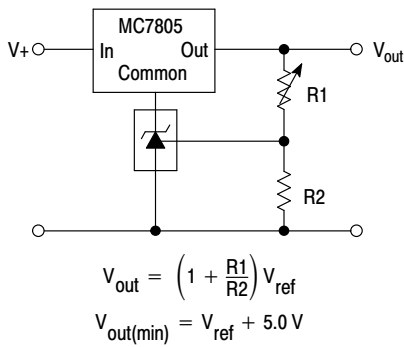 MC7805
V+ In Out Vout
Common
R1
R2
Vout = (1 + R1/R2) Vref
Vout(min) = Vref + 5.0 V